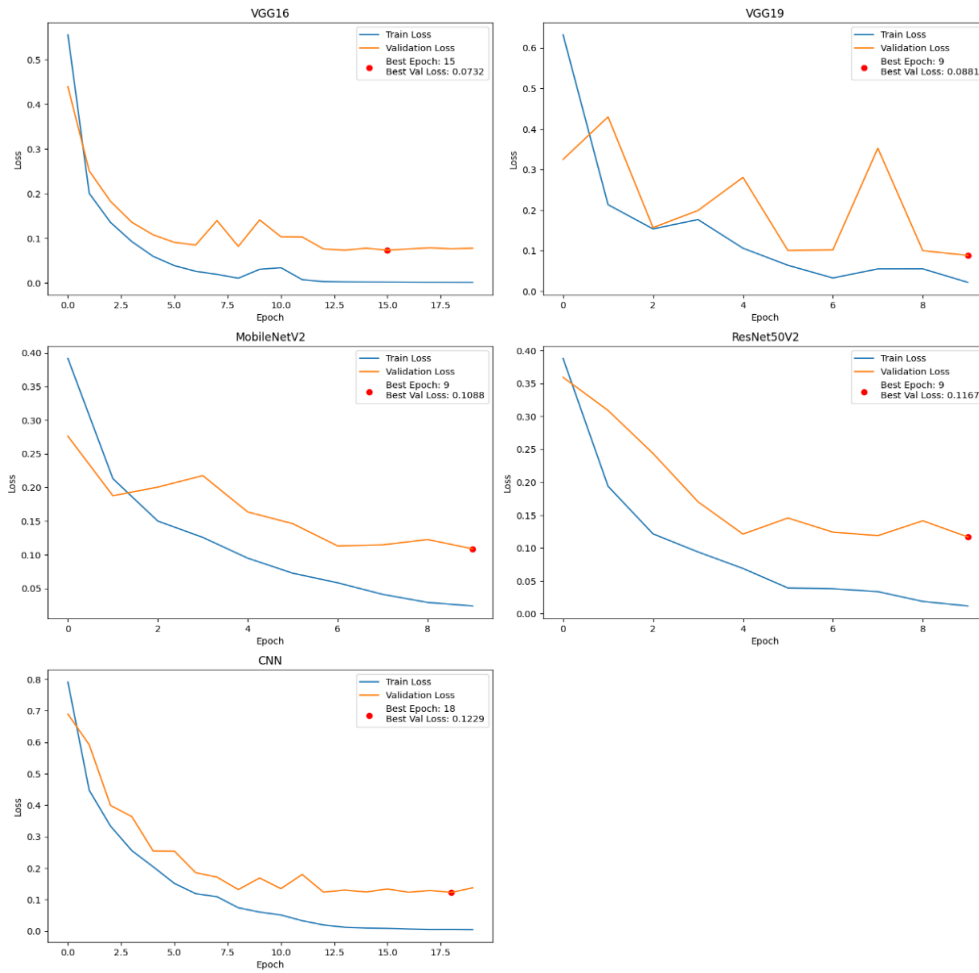 VGG16
Train Loss
Validation Loss
Best Epoch: 15
Best Val Loss: 0.0732
Loss
0.5
0.4
0.3
0.2
0.1
0.0
0.0 2.5 5.0 7.5 10.0 12.5 15.0 17.5
Epoch
VGG19
Train Loss
Validation Loss
Best Epoch: 9
Best Val Loss: 0.0881
Loss
0.6
0.5
0.4
0.3
0.2
0.1
0.0
0 2 4 6 8
Epoch
MobileNetV2
Train Loss
Validation Loss
Best Epoch: 9
Best Val Loss: 0.1088
Loss
0.40
0.35
0.30
0.25
0.20
0.15
0.10
0.05
0 2 4 6 8
Epoch
ResNet50V2
Train Loss
Validation Loss
Best Epoch: 9
Best Val Loss: 0.1167
Loss
0.40
0.35
0.30
0.25
0.20
0.15
0.10
0.05
0.00
0 2 4 6 8
Epoch
CNN
Train Loss
Validation Loss
Best Epoch: 18
Best Val Loss: 0.1229
Loss
0.8
0.7
0.6
0.5
0.4
0.3
0.2
0.1
0.0
0.0 2.5 5.0 7.5 10.0 12.5 15.0 17.5
Epoch